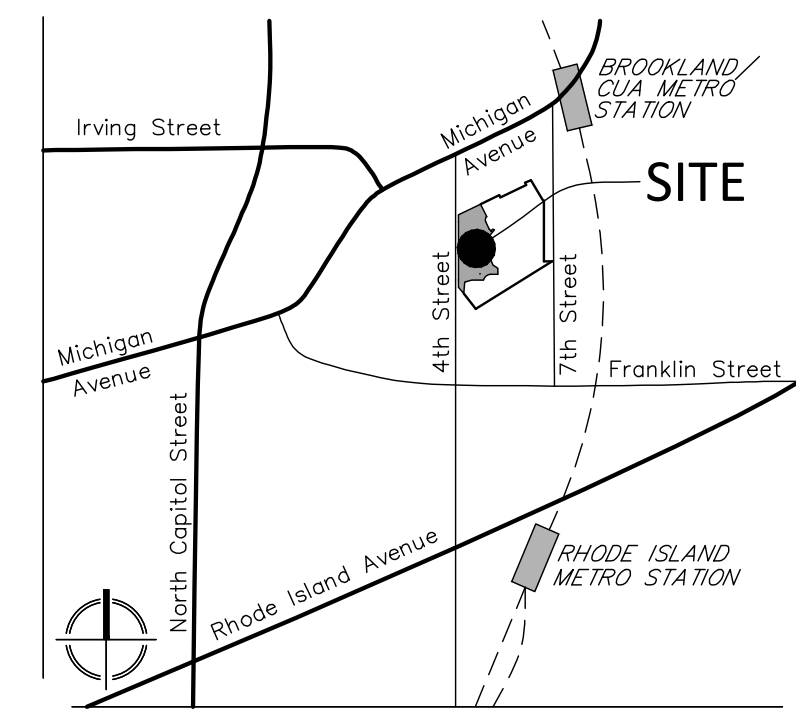 BROOKLAND/
CUA METRO
STATION
Irving Street
Michigan
Avenue
SITE
4th Street
7th Street
Michigan
Avenue
Franklin Street
North Capitol Street
Rhode Island Avenue
RHODE ISLAND
METRO STATION